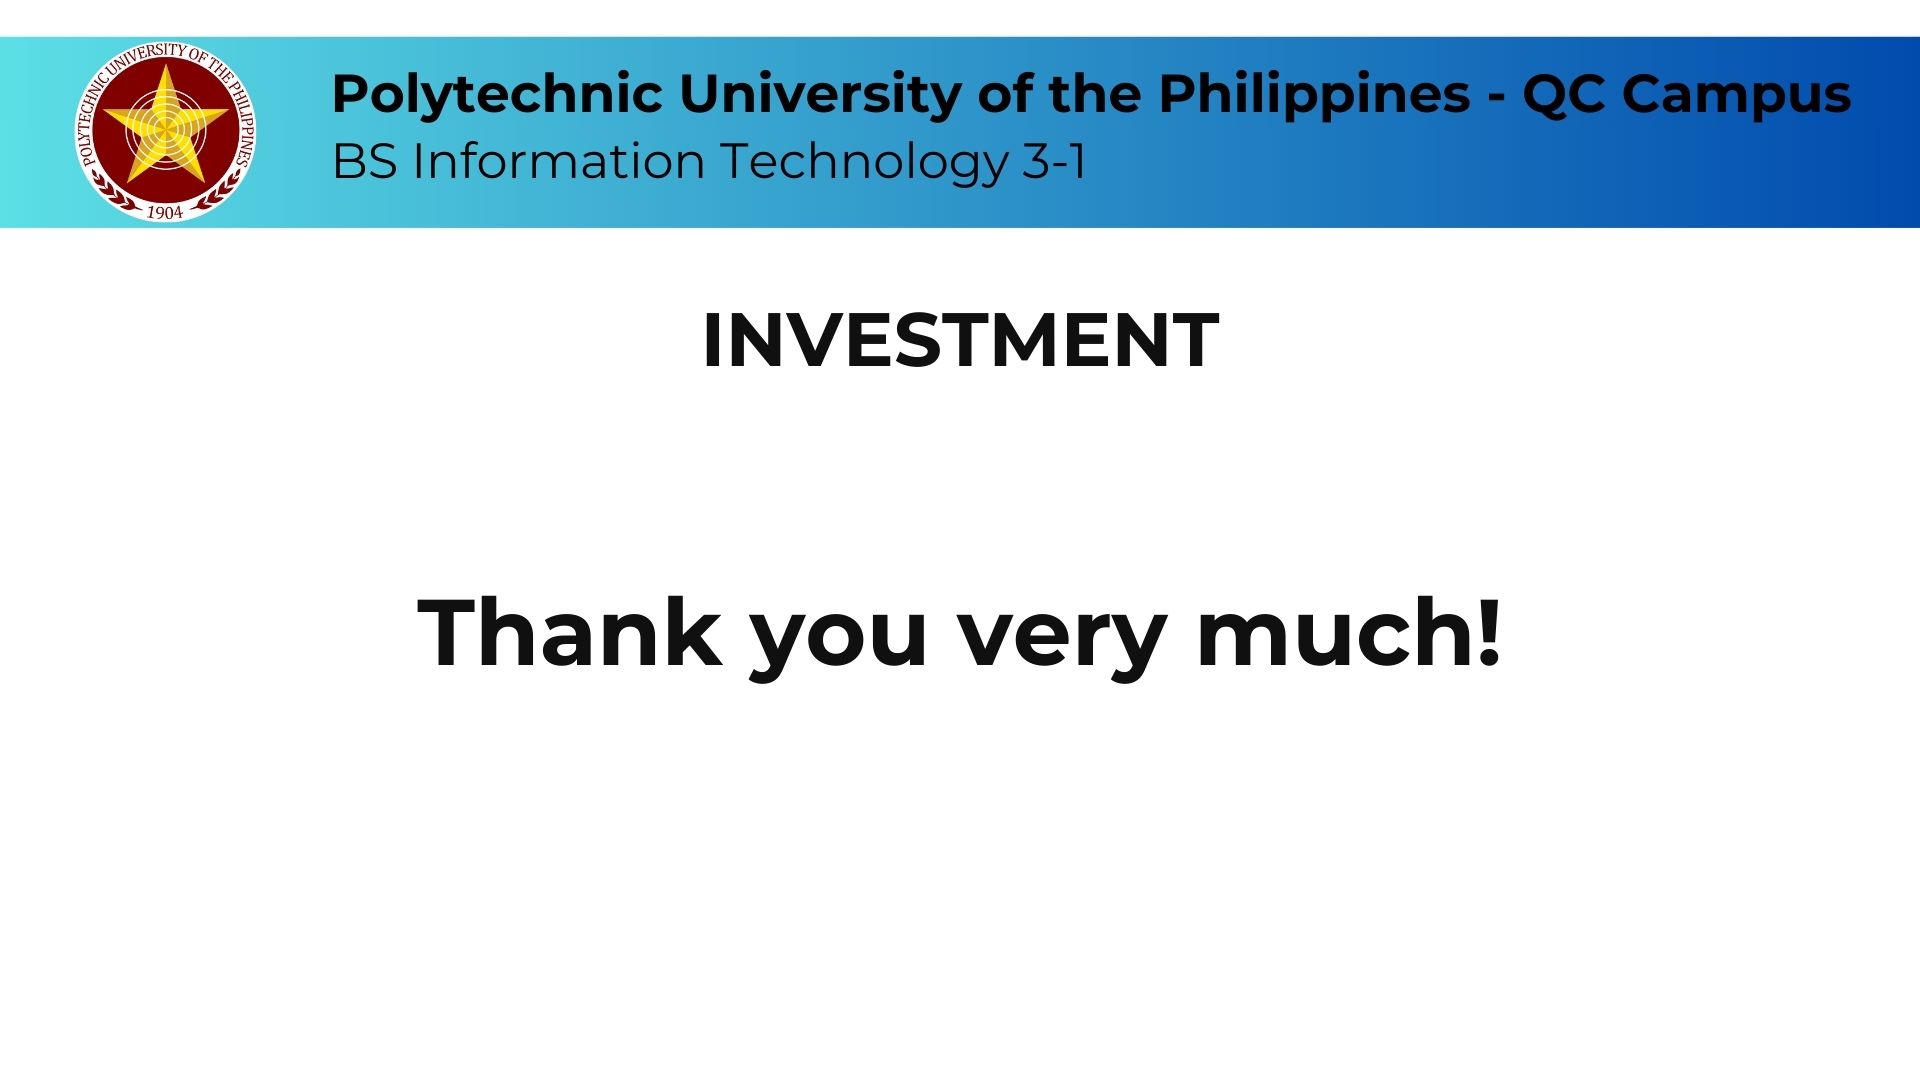 POLYTECHNIC UNIVERSITY OF THE PHILIPPINES
1904
Polytechnic University of the Philippines - QC Campus
BS Information Technology 3-1
INVESTMENT
Thank you very much!